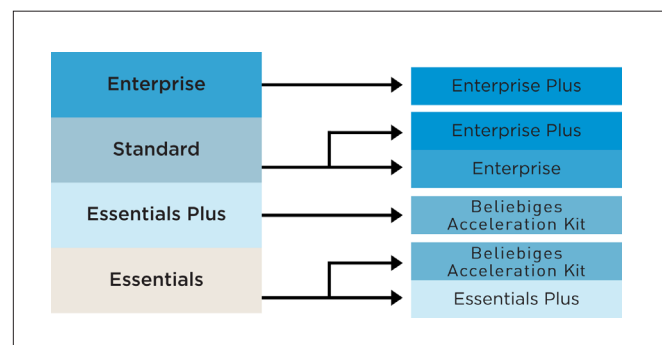 Enterprise
Enterprise Plus
Standard
Enterprise Plus
Enterprise
Essentials Plus
Beliebiges
Acceleration Kit
Essentials
Beliebiges
Acceleration Kit
Essentials Plus